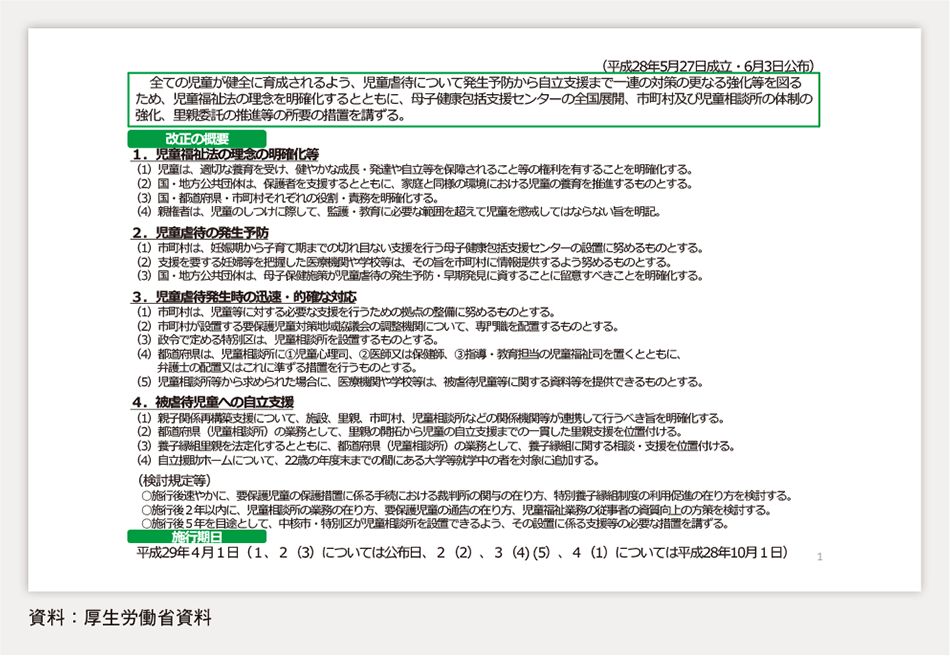 （平成28年5月27日成立・6月3日公布）
全ての児童が健全に育成されるよう、児童虐待について発生予防から自立支援まで一連の対策の更なる強化等を図る
ため、児童福祉法の理念を明確化するとともに、母子健康包括支援センターの全国展開、市町村及び児童相談所の体制の
強化、里親委託の推進等の所要の措置を講ずる。
改正の概要
１．児童福祉法の理念の明確化等
（1）児童は、適切な養育を受け、健やかな成長・発達や自立等を保障されること等の権利を有することを明確化する。
（2）国・地方公共団体は、保護者を支援するとともに、家庭と同様の環境における児童の養育を推進するものとする。
（3）国・都道府県・市町村それぞれの役割・責務を明確化する。
（4）親権者は、児童のしつけに際して、監護・教育に必要な範囲を超えて児童を懲戒してはならない旨を明記。
２．児童虐待の発生予防
（1）市町村は、妊娠期から子育て期までの切れ目ない支援を行う母子健康包括支援センターの設置に努めるものとする。
（2）支援を要する妊婦等を把握した医療機関や学校等は、その旨を市町村に情報提供するよう努めるものとする。
（3）国・地方公共団体は、母子保健施策が児童虐待の発生予防・早期発見に資することに留意すべきことを明確化する。
３．児童虐待発生時の迅速・的確な対応
（1）市町村は、児童等に対する必要な支援を行うための拠点の整備に努めるものとする。
（2）市町村が設置する要保護児童対策地域協議会の調整機関について、専門職を配置するものとする。
（3）政令で定める特別区は、児童相談所を設置するものとする。
（4）都道府県は、児童相談所に①児童心理司、②医師又は保健師、③指導・教育担当の児童福祉司を置くとともに、
弁護士の配置又はこれに準ずる措置を行うものとする。
（5）児童相談所等から求められた場合に、医療機関や学校等は、被虐待児童等に関する資料等を提供できるものとする。
４．被虐待児童への自立支援
（1）親子関係再構築支援について、施設、里親、市町村、児童相談所などの関係機関等が連携して行うべき旨を明確化する。
（2）都道府県（児童相談所）の業務として、里親の開拓から児童の自立支援までの一貫した里親支援を位置付ける。
（3）養子縁組里親を法定化するとともに、都道府県（児童相談所）の業務として、養子縁組に関する相談・支援を位置付ける。
（4）自立援助ホームについて、22歳の年度末までの間にある大学等就学中の者を対象に追加する。
（検討規定等）
○施行後速やかに、要保護児童の保護措置に係る手続における裁判所の関与の在り方、特別養子縁組制度の利用促進の在り方を検討する。
○施行後２年以内に、児童相談所の業務の在り方、要保護児童の通告の在り方、児童福祉業務の従事者の資質向上の方策を検討する。
○施行後５年を目途として、中核市・特別区が児童相談所を設置できるよう、その設置に係る支援等の必要な措置を講ずる。
施行期日
平成29年４月１日（１、２（3）については公布日、２（2）、３（4）（5）、４（1）については平成28年10月１日）
1
資料：厚生労働省資料